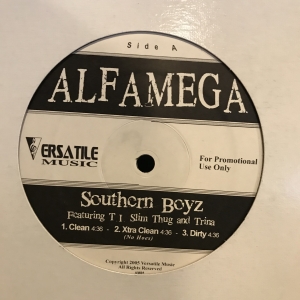 Side A
ALFAMEGA
VERSATILE
MUSIC
For Promotional
Use Only
Southern Boyz
Featuring T I Slim Thug and Trina
1. Clean 4:36 - 2. Xtra Clean 4:36 - 3. Dirty 4:36
(No Hoes)
Copyright 2005 Versatile Music
All Rights Reserved